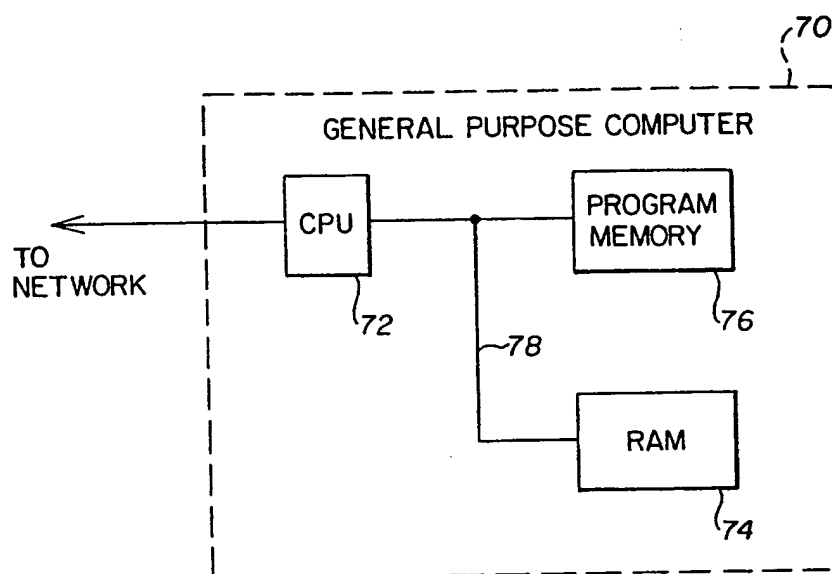 70
GENERAL PURPOSE COMPUTER
CPU
PROGRAM
MEMORY
TO
NETWORK
72
76
78
RAM
74